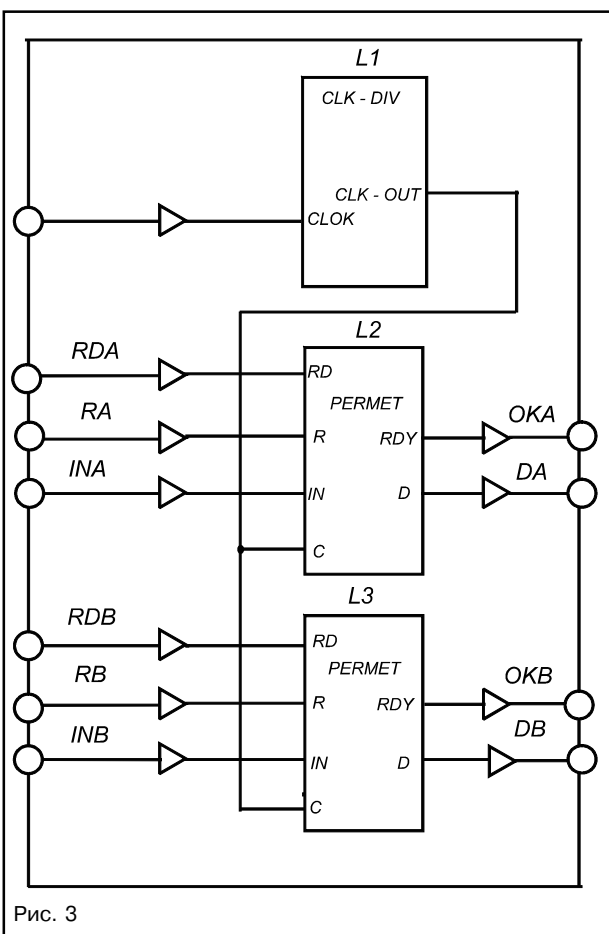 L1
CLK - DIV
CLK - OUT
CLOK
L2
RDA
RD
PERMET
RA
R
RDY
OKA
INA
IN
D
DA
C
L3
RDB
RD
PERMET
RB
R
RDY
OKB
INB
IN
D
DB
C
Рис. 3